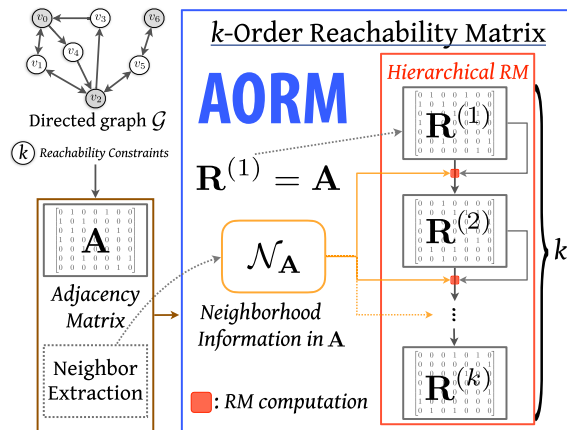 v₀
v₃
v₆
v₄
v₁
v₅
v₂
Directed graph 𝒢
k Reachability Constraints
A
Adjacency
Matrix
Neighbor
Extraction
k-Order Reachability Matrix
AORM
R⁽¹⁾ = A
𝒩_A
Neighborhood
Information in A
: RM computation
Hierarchical RM
R⁽¹⁾
R⁽²⁾
⋮
R⁽ᵏ⁾
k